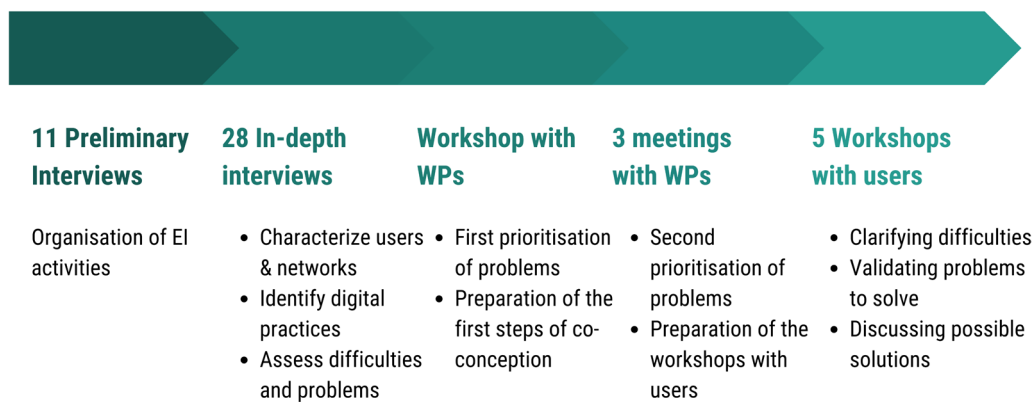 11 Preliminary
Interviews
Organisation of EI
activities
28 In-depth
interviews
• Characterize users
& networks
• Identify digital
practices
• Assess difficulties
and problems
Workshop with
WPs
• First prioritisation
of problems
• Preparation of the
first steps of co-
conception
3 meetings
with WPs
• Second
prioritisation of
problems
• Preparation of the
workshops with
users
5 Workshops
with users
• Clarifying difficulties
• Validating problems
to solve
• Discussing possible
solutions